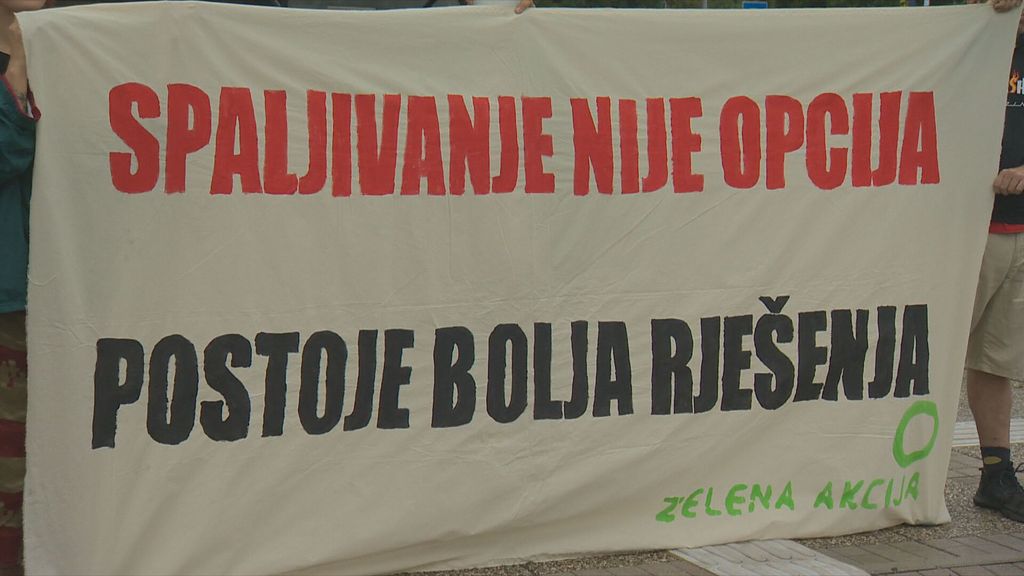 SPALJIVANJE NIJE OPCIJA
POSTOJE BOLJA RJEŠENJA
ZELENA AKCIJA